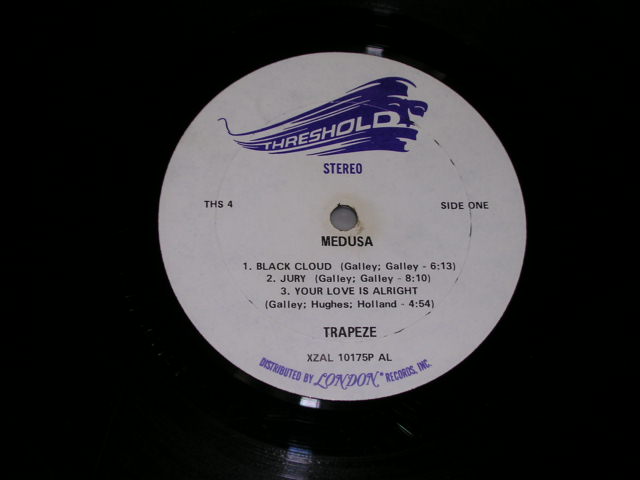 THRESHOLD
STEREO
THS 4
SIDE ONE
MEDUSA
1. BLACK CLOUD (Galley; Galley - 6:13)
2. JURY (Galley; Galley - 8:10)
3. YOUR LOVE IS ALRIGHT
(Galley; Hughes; Holland - 4:54)
TRAPEZE
XZAL 10175P AL
DISTRIBUTED BY LONDON® RECORDS, INC.